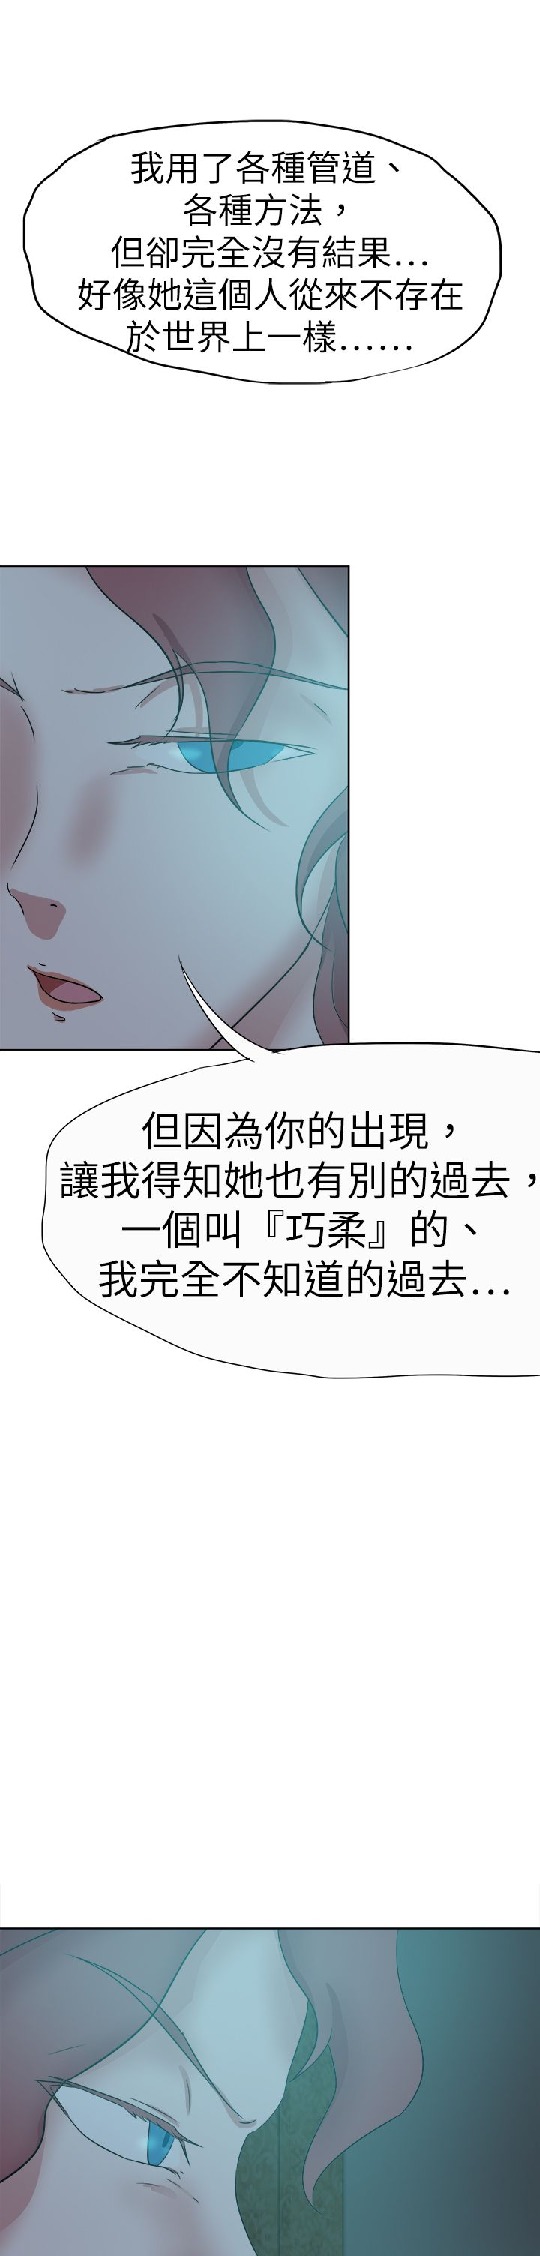 我用了各種管道、
各種方法，
但卻完全沒有結果...
好像她這個人從來不存在
於世界上一樣......
但因為你的出現，
讓我得知她也有別的過去，
一個叫『巧柔』的、
我完全不知道的過去...